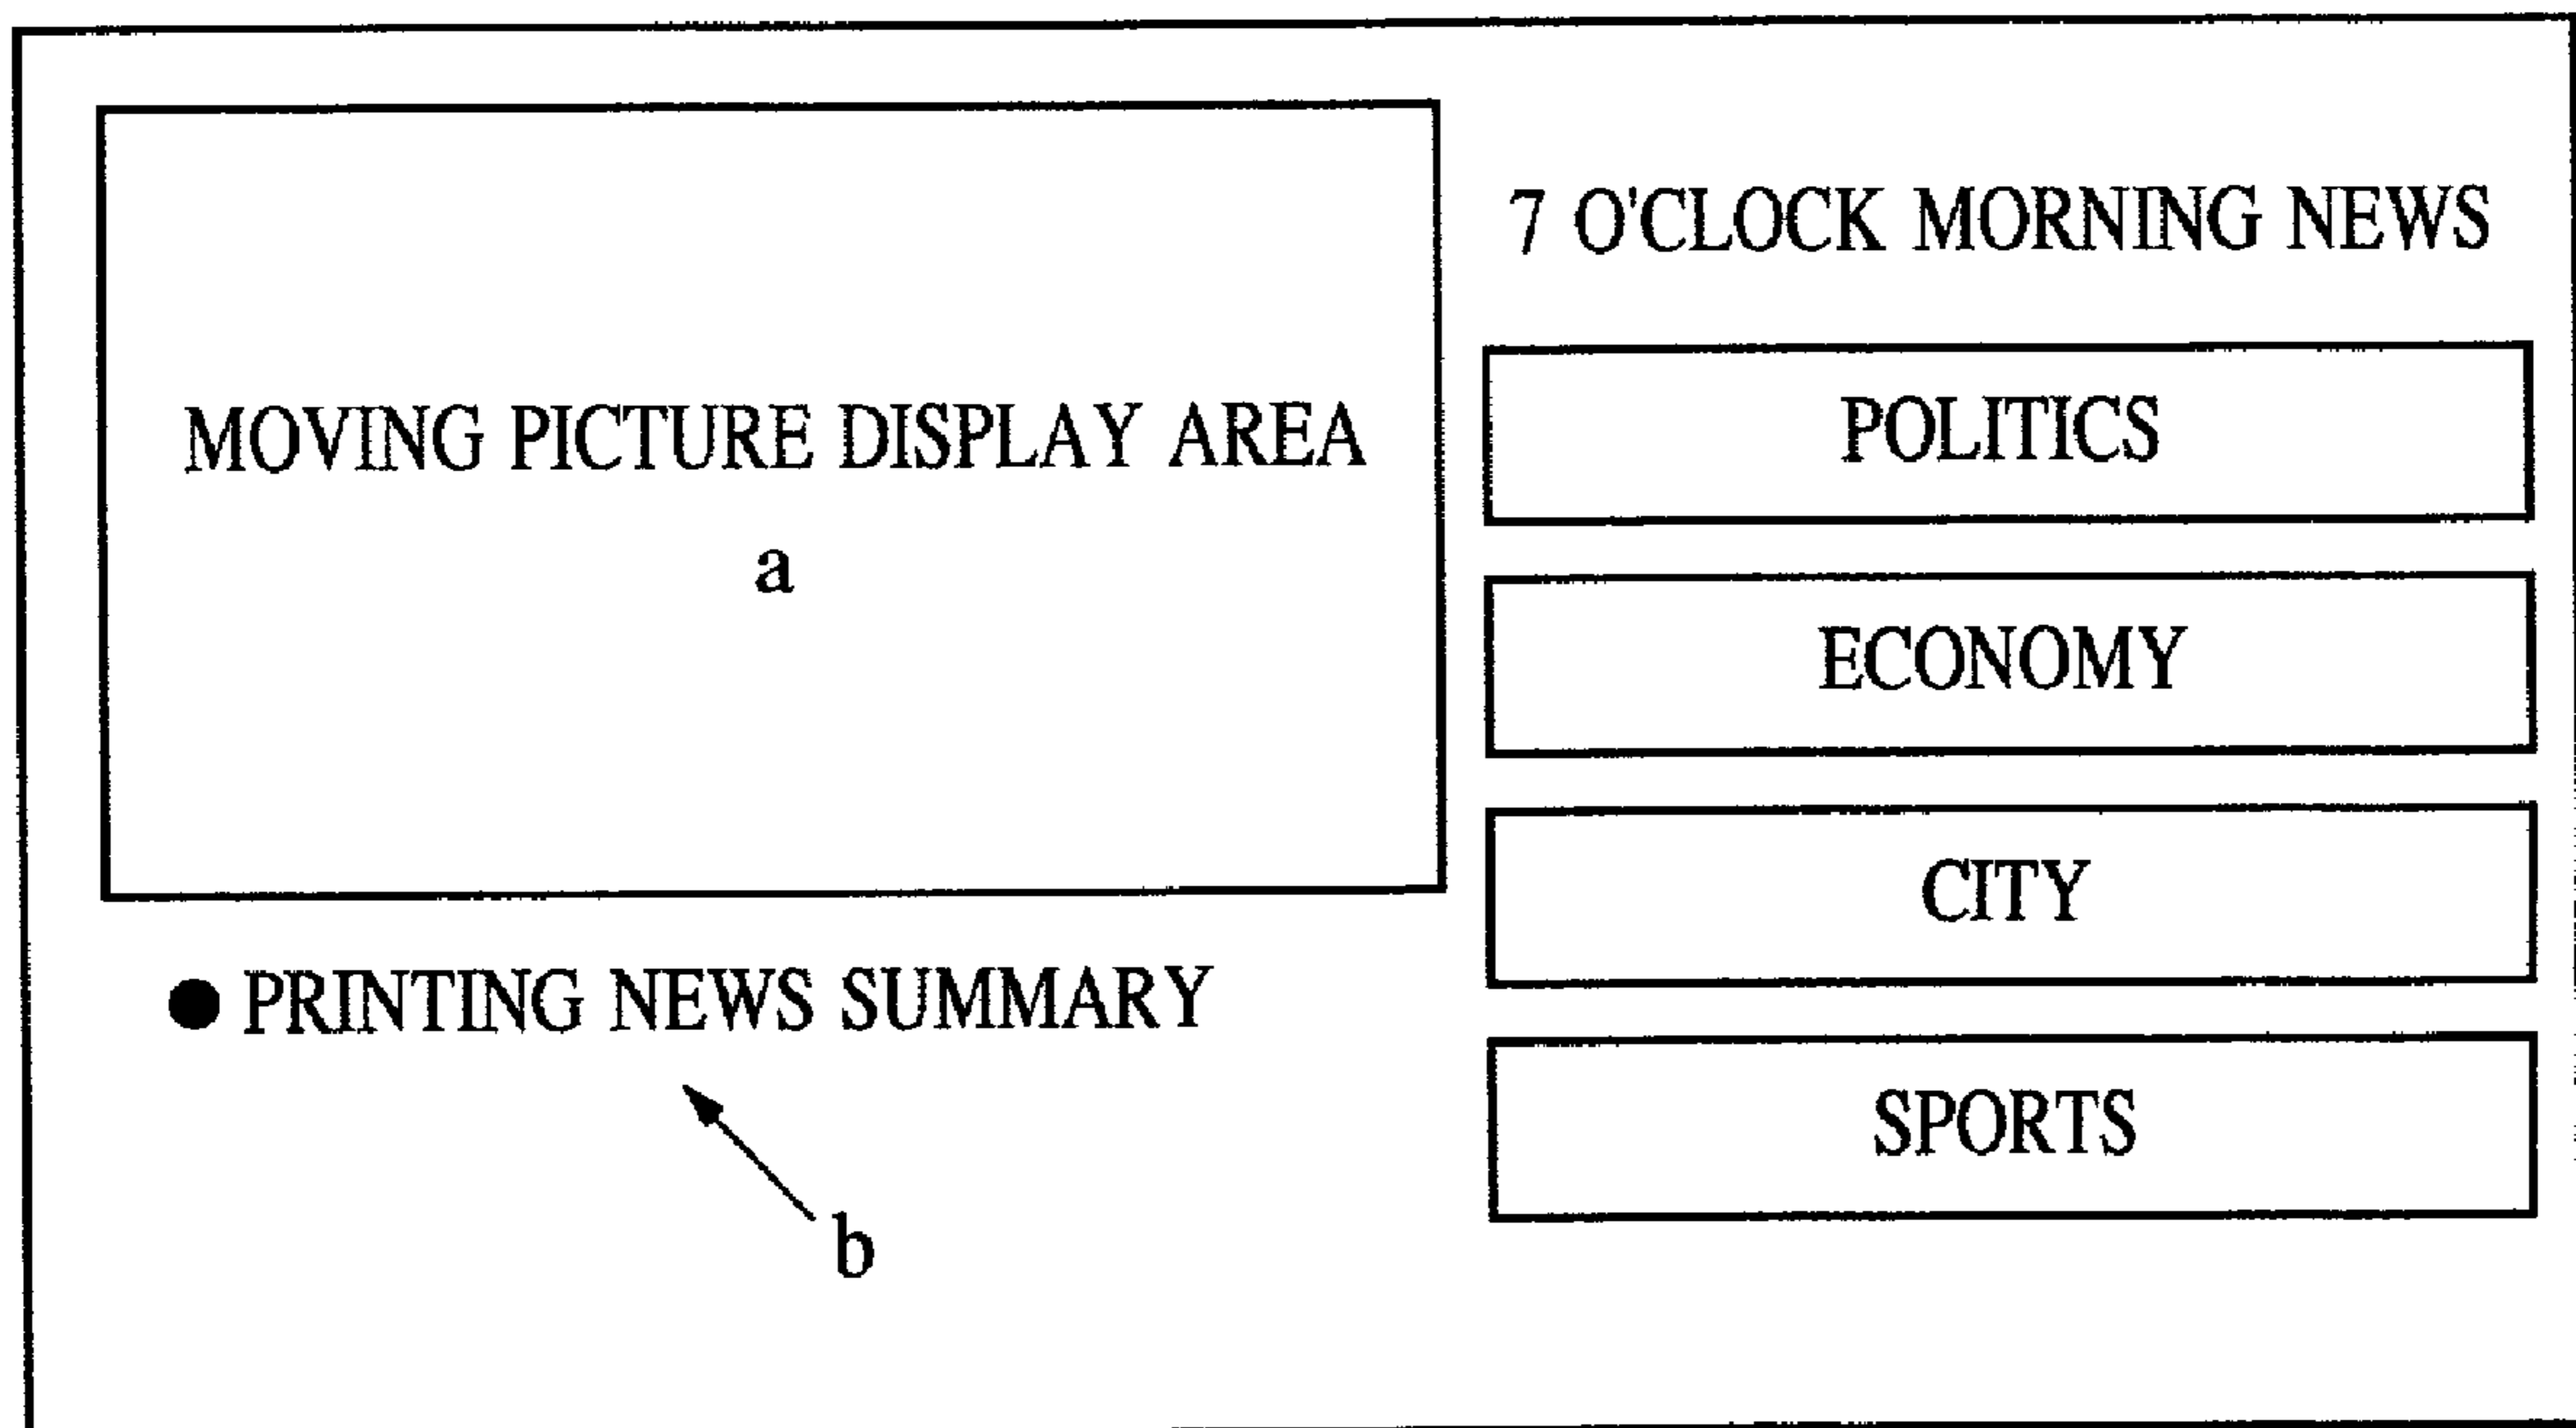 MOVING PICTURE DISPLAY AREA
a
● PRINTING NEWS SUMMARY
b
7 O'CLOCK MORNING NEWS
POLITICS
ECONOMY
CITY
SPORTS